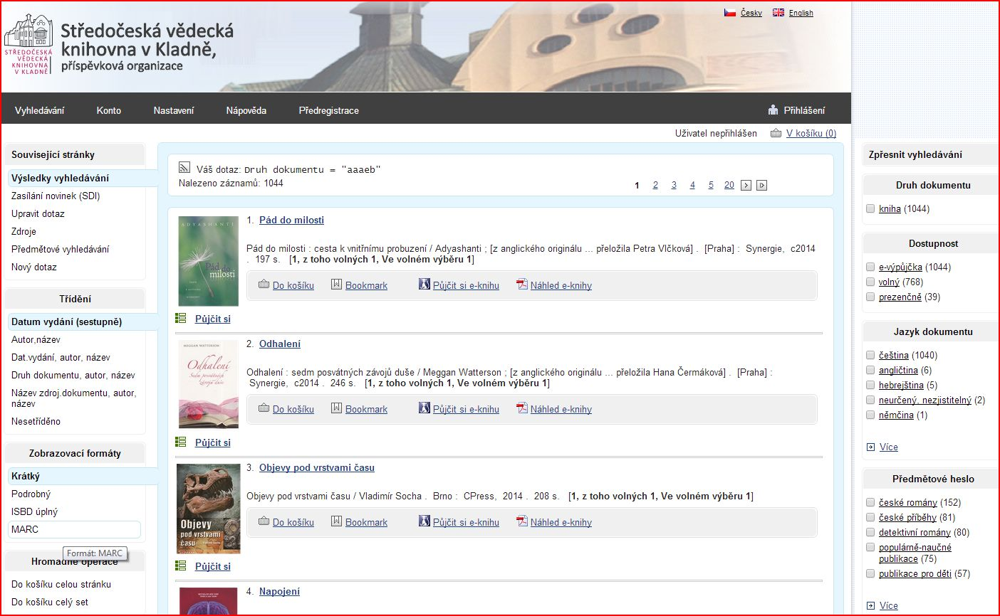 Česky English
STŘEDOČESKÁ
VĚDECKÁ
KNIHOVNA
V KLADNĚ
Středočeská vědecká
knihovna v Kladně,
příspěvková organizace
Vyhledávání Konto Nastavení Nápověda Předregistrace Přihlášení
Uživatel nepřihlášen V košíku (0)
Související stránky
Výsledky vyhledávání
Zasílání novinek (SDI)
Upravit dotaz
Zdroje
Předmětové vyhledávání
Nový dotaz
Třídění
Datum vydání (sestupně)
Autor,název
Dat.vydání, autor, název
Druh dokumentu, autor, název
Název zdroj.dokumentu, autor,
název
Nesetříděno
Zobrazovací formáty
Krátký
Podrobný
ISBD úplný
MARC
Formát: MARC
Hromadné operace
Do košíku celou stránku
Do košíku celý set
Váš dotaz: Druh dokumentu = "aaaeb"
Nalezeno záznamů: 1044
1 2 3 4 5 20
ADYASHANTI
Pád do
milosti
1. Pád do milosti
Pád do milosti : cesta k vnitřnímu probuzení / Adyashanti ; [z anglického originálu ... přeložila Petra Vlčková] . [Praha] : Synergie, c2014
. 197 s. [1, z toho volných 1, Ve volném výběru 1]
Do košíku Bookmark Půjčit si e-knihu Náhled e-knihy
Půjčit si
MEGGAN WATTERSON
Odhalení
Sedm posvátných
závojů duše
2. Odhalení
Odhalení : sedm posvátných závojů duše / Meggan Watterson ; [z anglického originálu ... přeložila Hana Čermáková] . [Praha] :
Synergie, c2014 . 246 s. [1, z toho volných 1, Ve volném výběru 1]
Do košíku Bookmark Půjčit si e-knihu Náhled e-knihy
Půjčit si
Objevy
pod vrstvami
času
3. Objevy pod vrstvami času
Objevy pod vrstvami času / Vladimír Socha . Brno : CPress, 2014 . 208 s. [1, z toho volných 1, Ve volném výběru 1]
Do košíku Bookmark Půjčit si e-knihu Náhled e-knihy
Půjčit si
4. Napojení
Zpřesnit vyhledávání
Druh dokumentu
kniha (1044)
Dostupnost
e-výpůjčka (1044)
volný (768)
prezenčně (39)
Jazyk dokumentu
čeština (1040)
angličtina (6)
hebrejština (5)
neurčený, nezjistitelný (2)
němčina (1)
Více
Předmětové heslo
české romány (152)
české příběhy (81)
detektivní romány (80)
populárně-naučné
publikace (75)
publikace pro děti (57)
Více